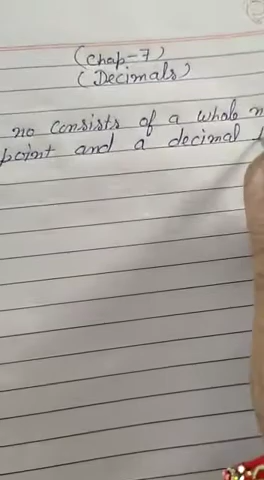 (Chap-7)
(Decimals)
no consists of a whole
point and a decimal